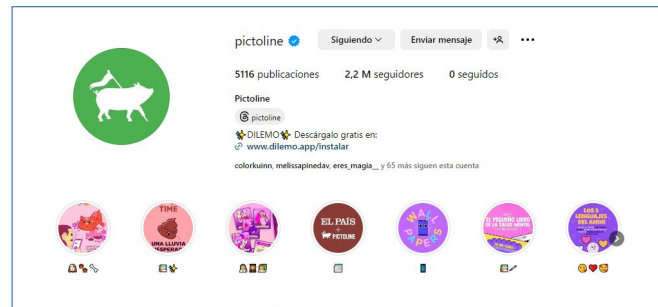 pictoline Siguiendo Enviar mensaje
5116 publicaciones 2,2 M seguidores 0 seguidos
Pictoline
pictoline
DILEMO Descárgalo gratis en:
www.dilemo.app/instalar
colorkuinn, melissapinedav, eres_magia__ y 65 más siguen esta cuenta
TIME
UNA LLUVIA
EL PAÍS
+
PICTOLINE
WALL
PAPERS
EL PEQUEÑO LIBRO
DE LA SALUD MENTAL
LOS 5
LENGUAJES
DEL AMOR